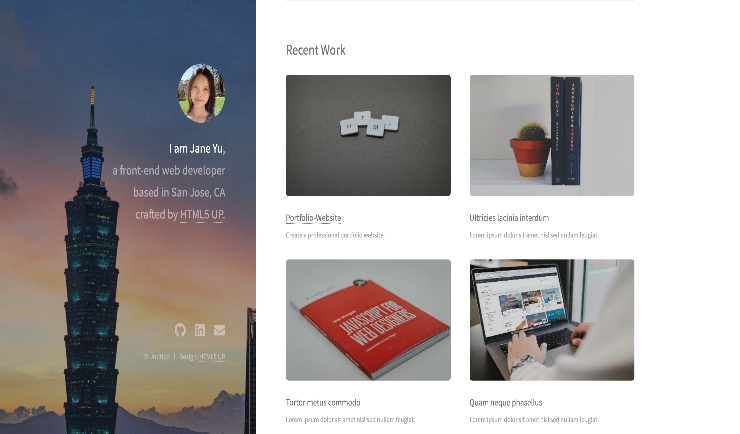 I am Jane Yu,
a front-end web developer
based in San Jose, CA
crafted by HTML5 UP.
© Untitled | Design: HTML5 UP
Recent Work
H T M L
Portfolio-Website
Create a professional portfolio website.
Ultricies lacinia interdum
Lorem ipsum dolor sit amet nisl sed nullam feugiat.
JAVASCRIPT FOR
WEB DESIGNERS
Tortor metus commodo
Lorem ipsum dolor sit amet nisl sed nullam feugiat.
Quam neque phasellus
Lorem ipsum dolor sit amet nisl sed nullam feugiat.